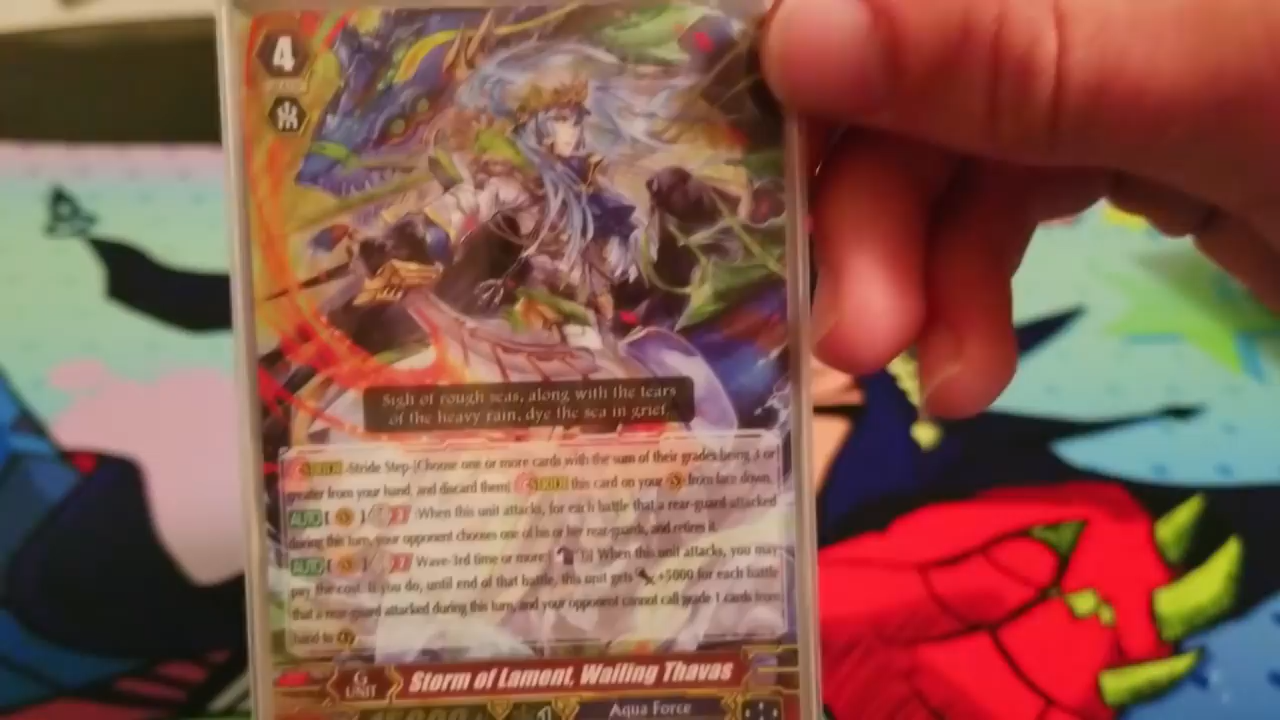 4
Sigh of rough seas, along with the tears
of the heavy rain, dye the sea in grief.
-Stride Step-[Choose one or more cards with the sum of their grades being 3 or
greater from your hand, and discard them] this card on your from face down.
AUTO [ ] When this unit attacks, for each battle that a rear-guard attacked
during this turn, your opponent chooses one of his or her rear-guards, and retires it.
AUTO [ ] Wave-3rd time or more: When this unit attacks, you may
pay the cost. If you do, until end of that battle, this unit gets +5000 for each battle
that a rear-guard attacked during this turn, and your opponent cannot call grade 1 cards from
hand to
G
UNIT
Storm of Lament, Wailing Thavas
Aqua Force